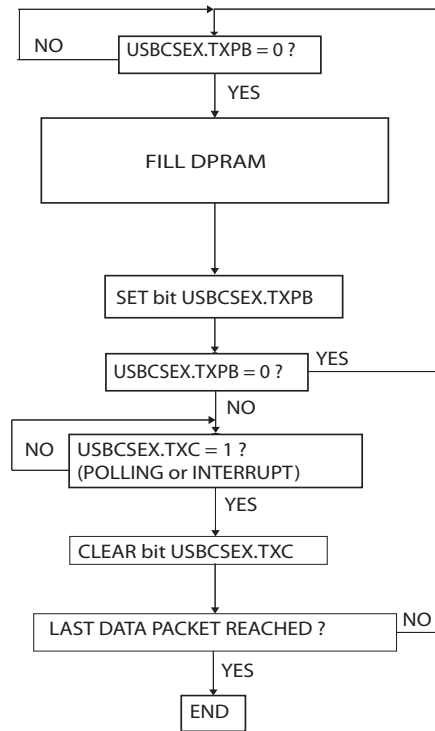 NO
USBCSEX.TXPB = 0 ?
YES
FILL DPRAM
SET bit USBCSEX.TXPB
USBCSEX.TXPB = 0 ?
YES
NO
NO
USBCSEX.TXC = 1 ?
(POLLING or INTERRUPT)
YES
CLEAR bit USBCSEX.TXC
LAST DATA PACKET REACHED ?
NO
YES
END